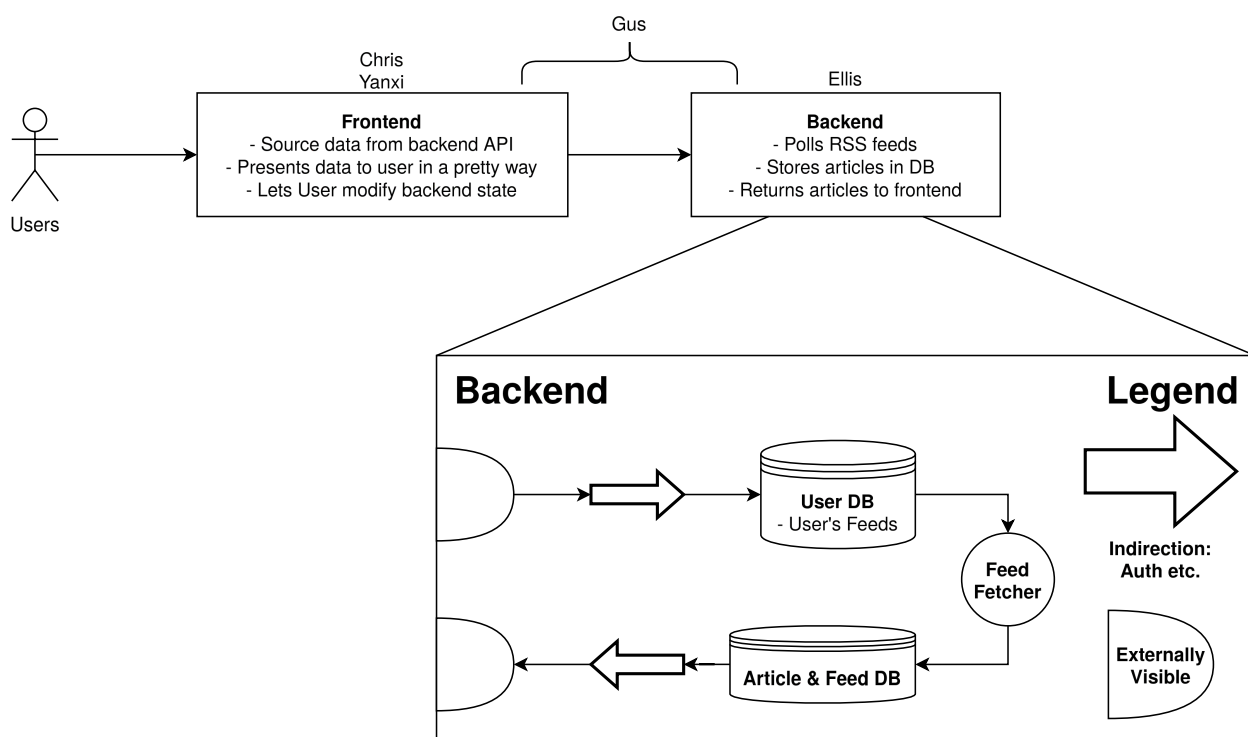 Gus
Chris
Yanxi
Ellis
Frontend
- Source data from backend API
- Presents data to user in a pretty way
- Lets User modify backend state
Backend
- Polls RSS feeds
- Stores articles in DB
- Returns articles to frontend
Users
Backend
Legend
User DB
- User's Feeds
Indirection:
Auth etc.
Feed
Fetcher
Article & Feed DB
Externally
Visible